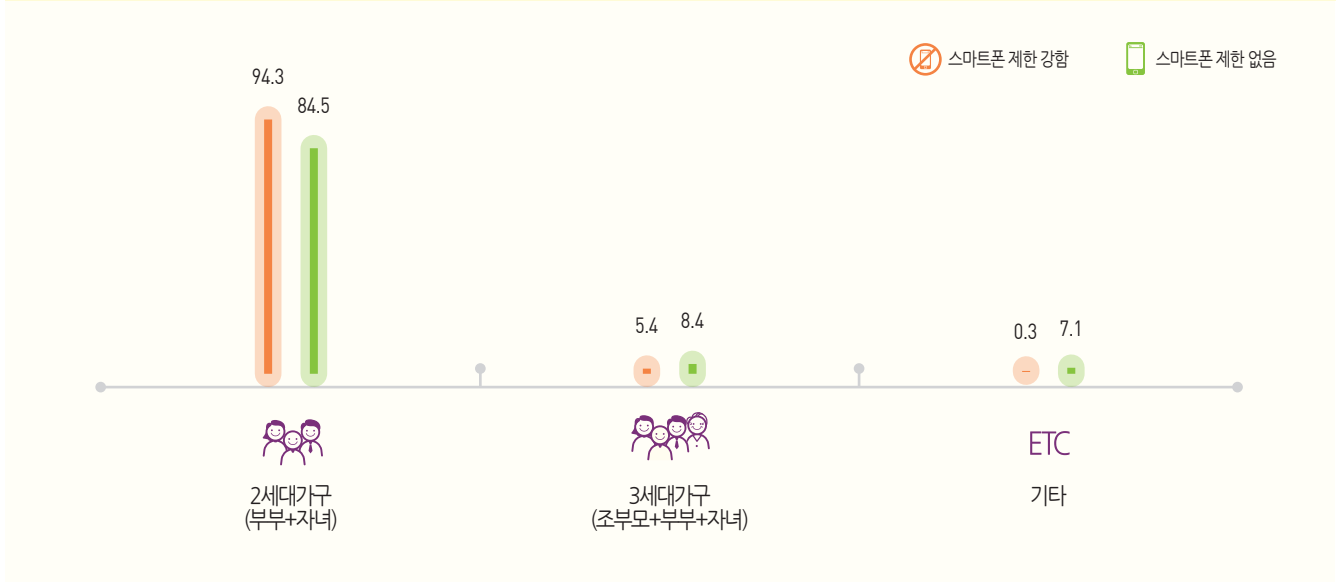 스마트폰 제한 강함
스마트폰 제한 없음
94.3
84.5
5.4
8.4
0.3
7.1
ETC
2세대가구
(부부+자녀)
3세대가구
(조부모+부부+자녀)
기타